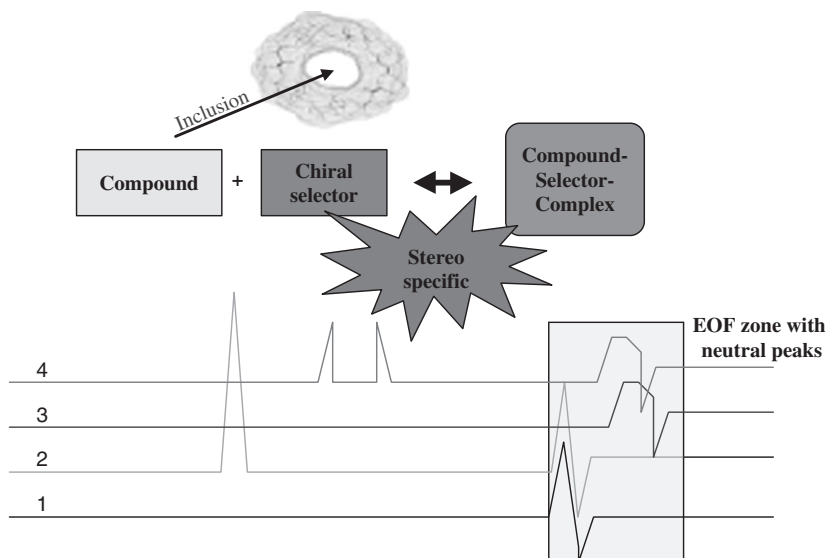 Inclusion
Compound
+
Chiral
selector
Compound-
Selector-
Complex
Stereo
specific
EOF zone with
neutral peaks
4
3
2
1